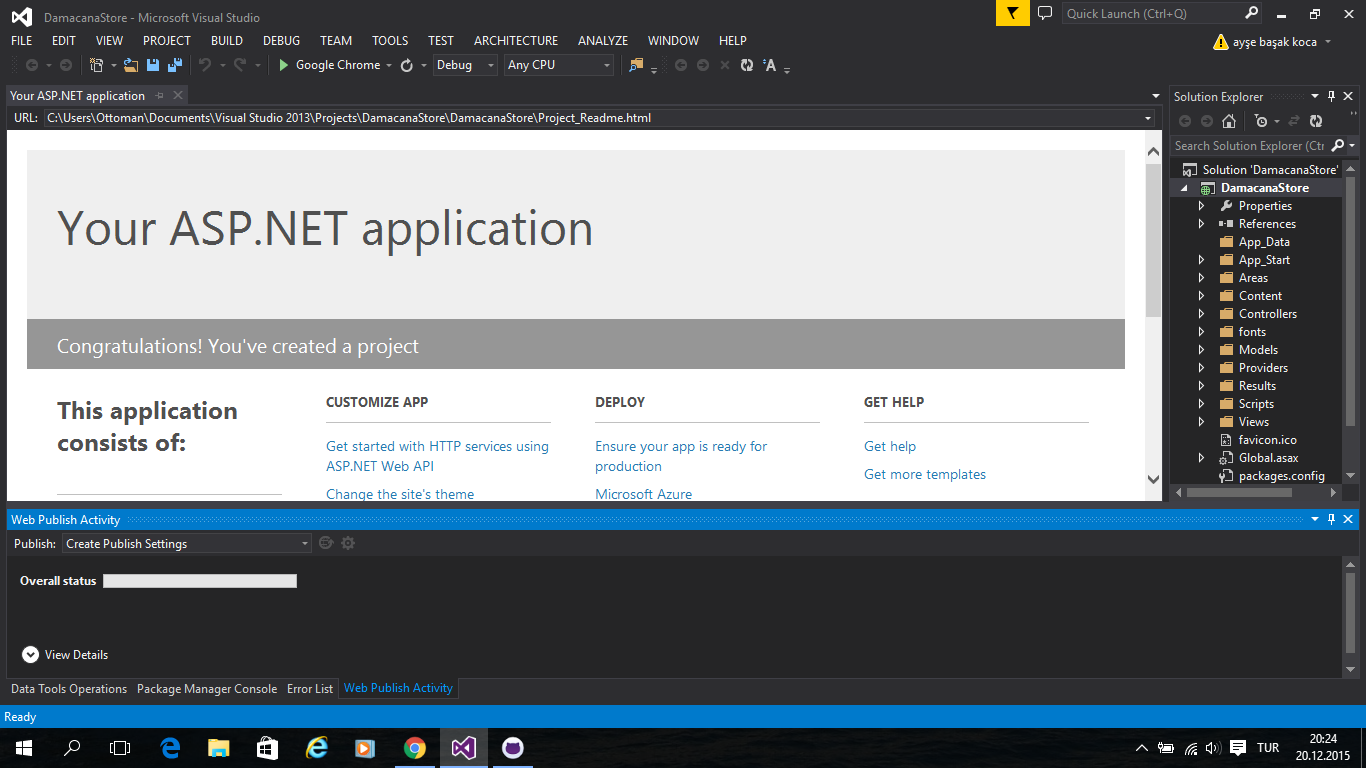 DamacanaStore - Microsoft Visual Studio
Quick Launch (Ctrl+Q)
FILE EDIT VIEW PROJECT BUILD DEBUG TEAM TOOLS TEST ARCHITECTURE ANALYZE WINDOW HELP
ayşe başak koca
Google Chrome Debug Any CPU
Your ASP.NET application
URL: C:\Users\Ottoman\Documents\Visual Studio 2013\Projects\DamacanaStore\DamacanaStore\Project_Readme.html
Your ASP.NET application
Congratulations! You've created a project
This application
consists of:
CUSTOMIZE APP
Get started with HTTP services using
ASP.NET Web API
Change the site's theme
DEPLOY
Ensure your app is ready for
production
Microsoft Azure
GET HELP
Get help
Get more templates
Solution Explorer
Search Solution Explorer (Ctr
Solution 'DamacanaStore'
DamacanaStore
Properties
References
App_Data
App_Start
Areas
Content
Controllers
fonts
Models
Providers
Results
Scripts
Views
favicon.ico
Global.asax
packages.config
Web Publish Activity
Publish: Create Publish Settings
Overall status
View Details
Data Tools Operations Package Manager Console Error List Web Publish Activity
Ready
TUR
20:24
20.12.2015